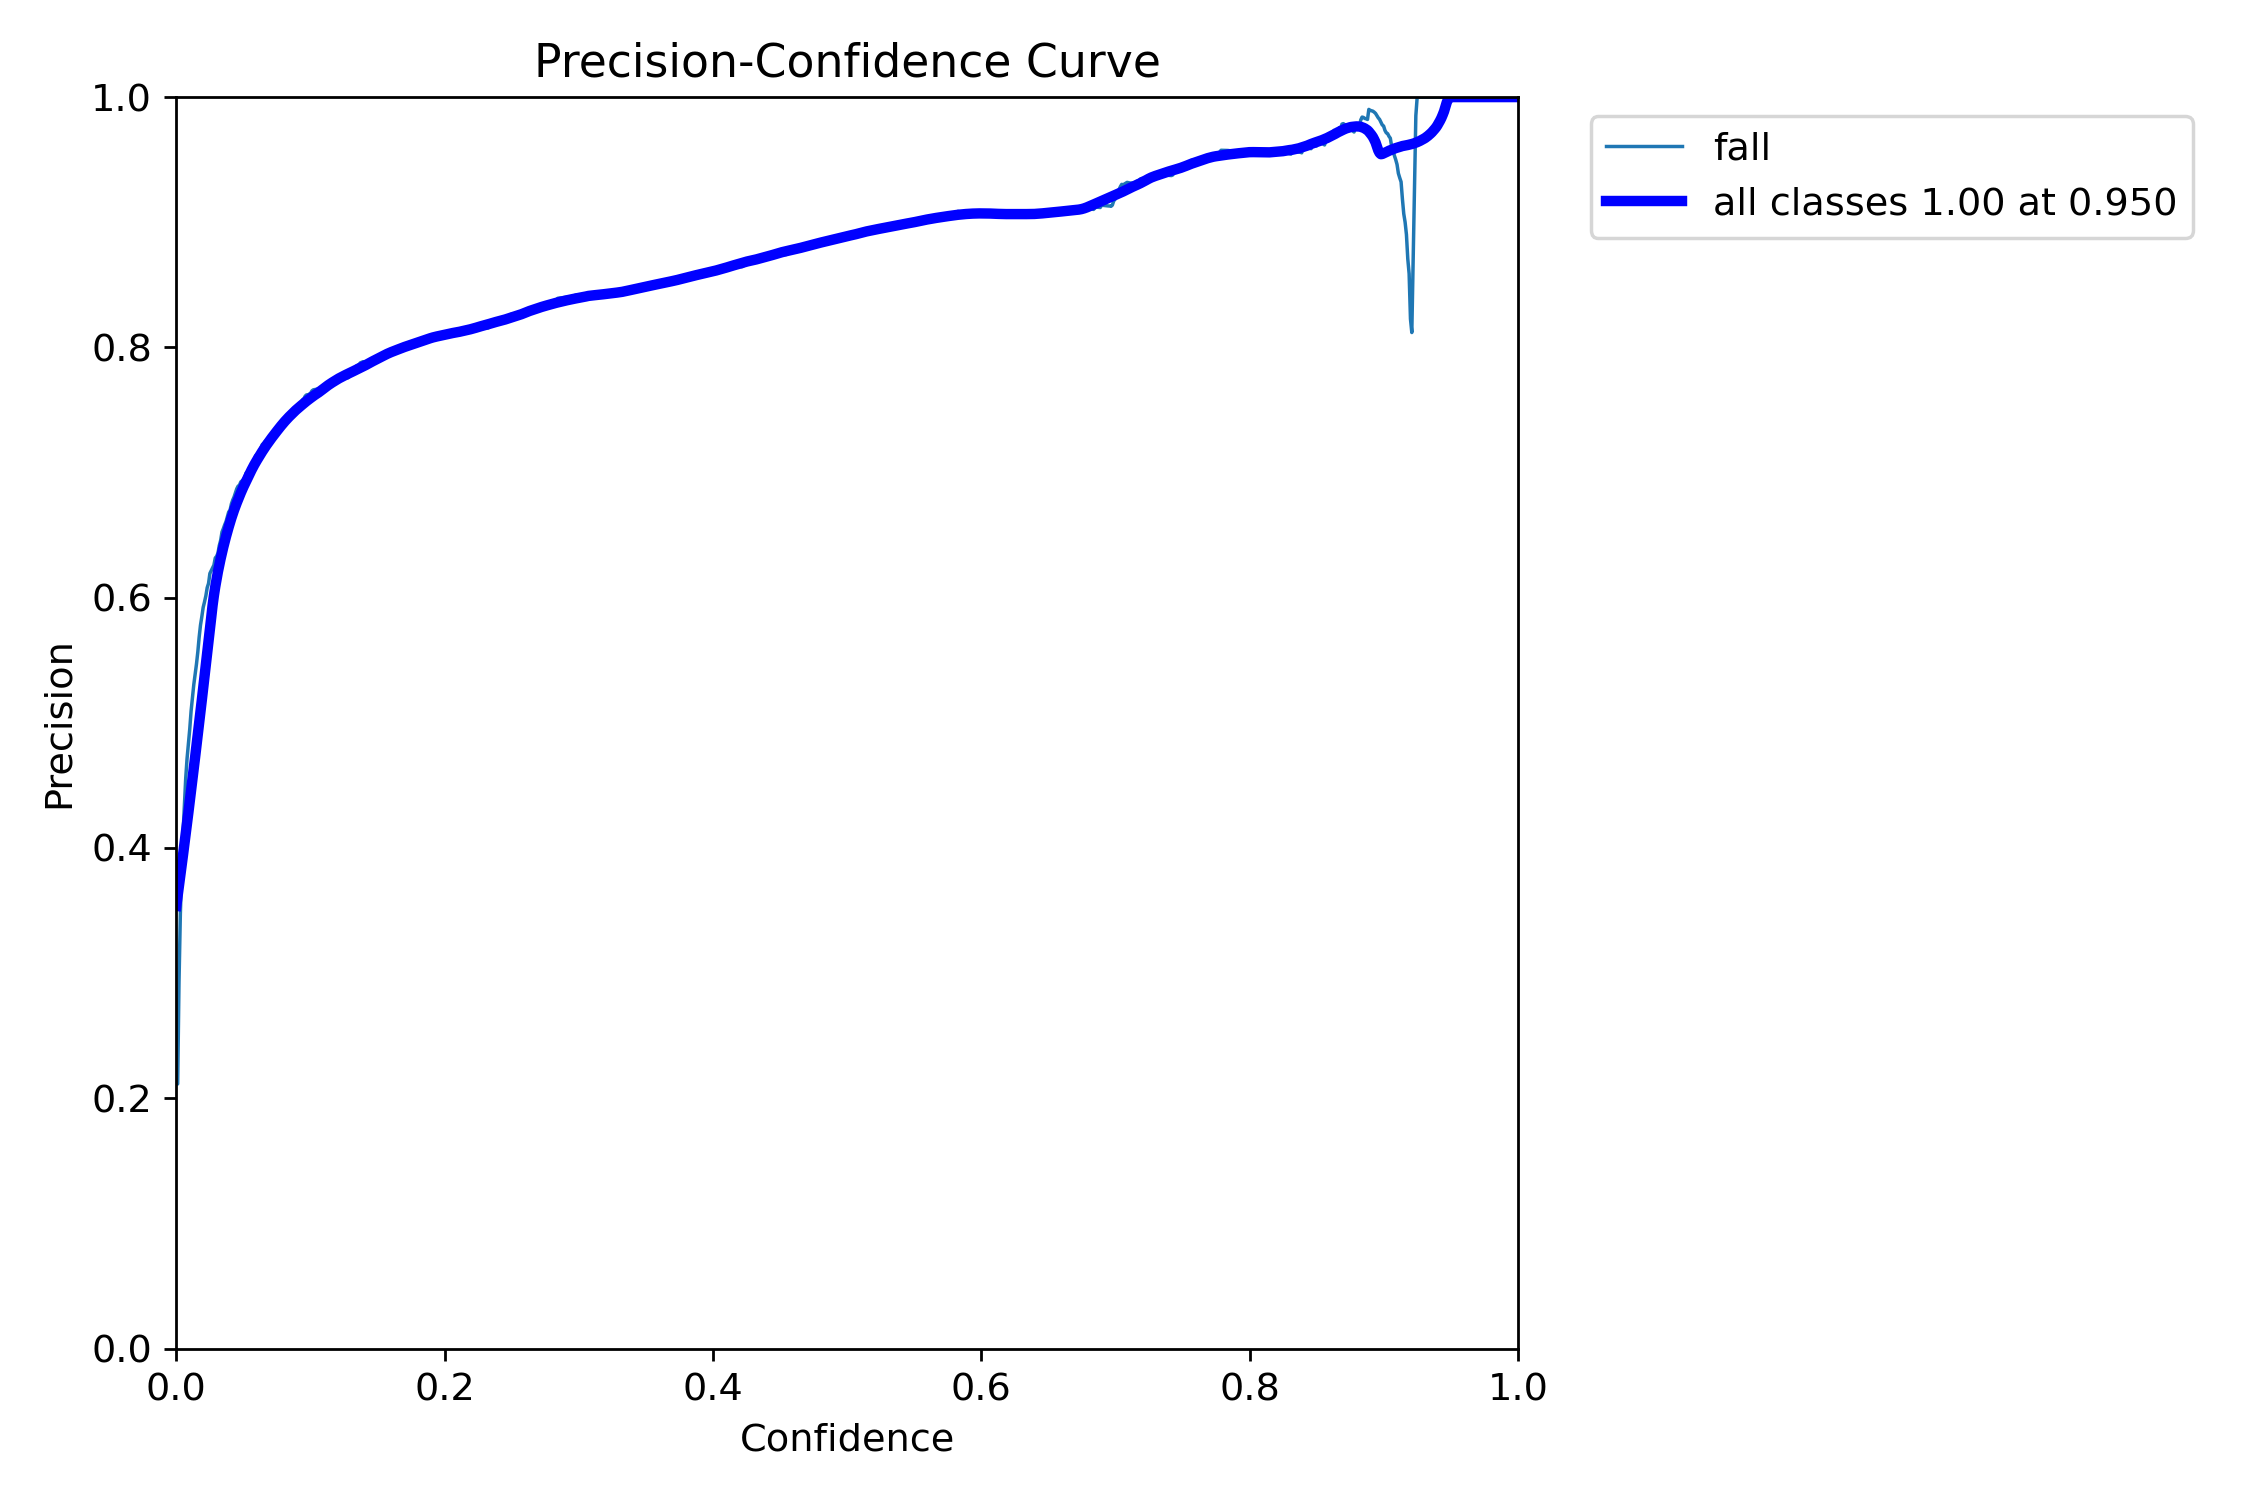 Precision-Confidence Curve
1.0
0.8
0.6
0.4
0.2
0.0
Precision
0.0 0.2 0.4 0.6 0.8 1.0
Confidence
fall
all classes 1.00 at 0.950